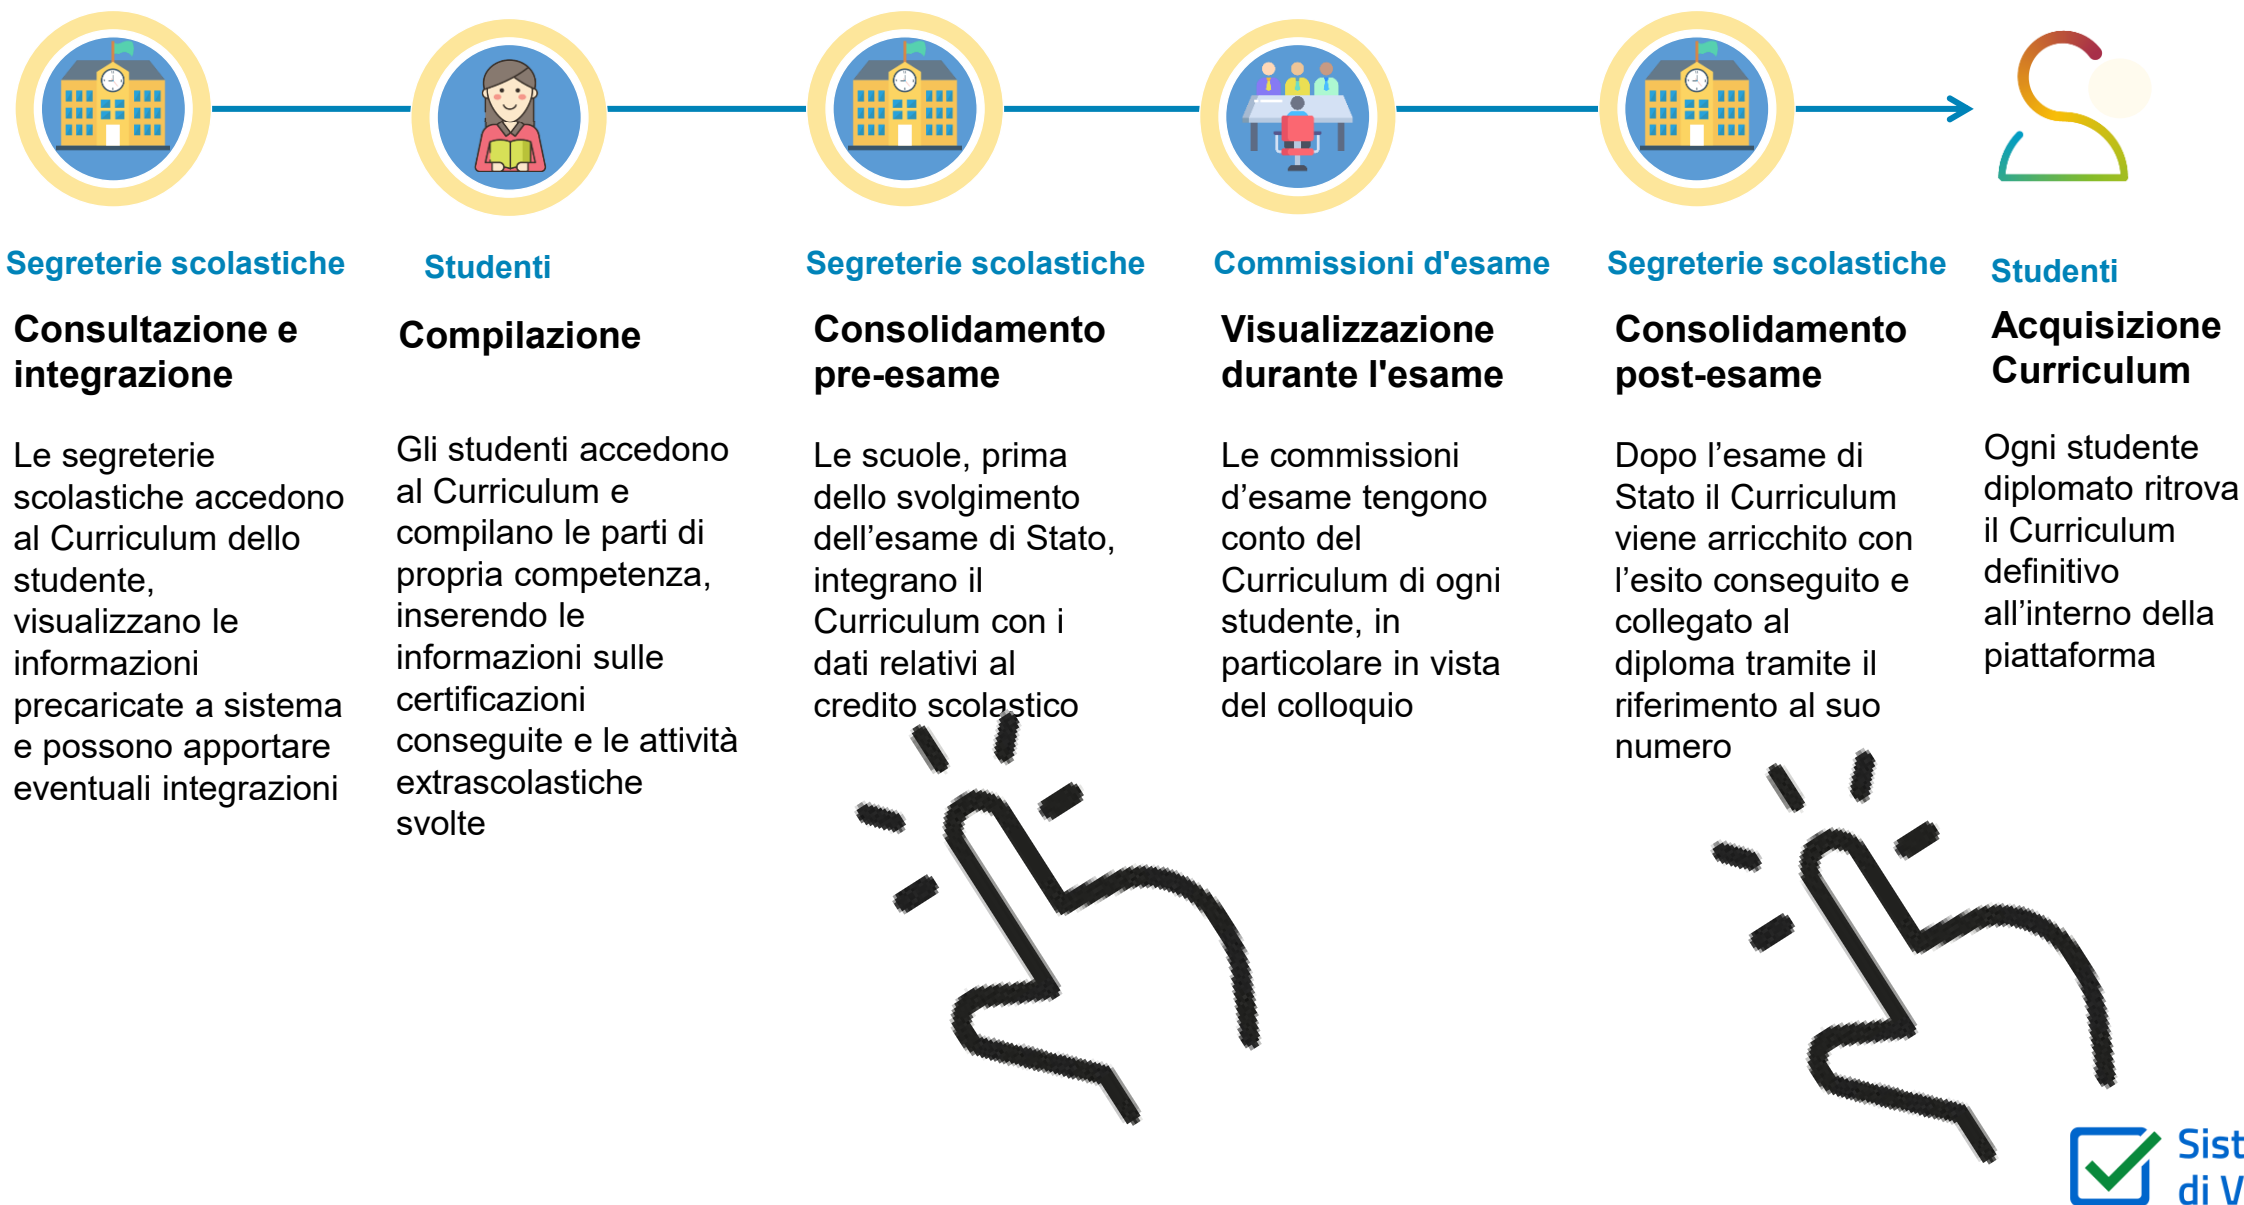 Segreterie scolastiche
Consultazione e
integrazione
Le segreterie
scolastiche accedono
al Curriculum dello
studente,
visualizzano le
informazioni
precaricate a sistema
e possono apportare
eventuali integrazioni
Studenti
Compilazione
Gli studenti accedono
al Curriculum e
compilano le parti di
propria competenza,
inserendo le
informazioni sulle
certificazioni
conseguite e le attività
extrascolastiche
svolte
Segreterie scolastiche
Consolidamento
pre-esame
Le scuole, prima
dello svolgimento
dell’esame di Stato,
integrano il
Curriculum con i
dati relativi al
credito scolastico
Commissioni d'esame
Visualizzazione
durante l'esame
Le commissioni
d’esame tengono
conto del
Curriculum di ogni
studente, in
particolare in vista
del colloquio
Segreterie scolastiche
Consolidamento
post-esame
Dopo l’esame di
Stato il Curriculum
viene arricchito con
l’esito conseguito e
collegato al
diploma tramite il
riferimento al suo
numero
Studenti
Acquisizione
Curriculum
Ogni studente
diplomato ritrova
il Curriculum
definitivo
all’interno della
piattaforma
Sist
di V